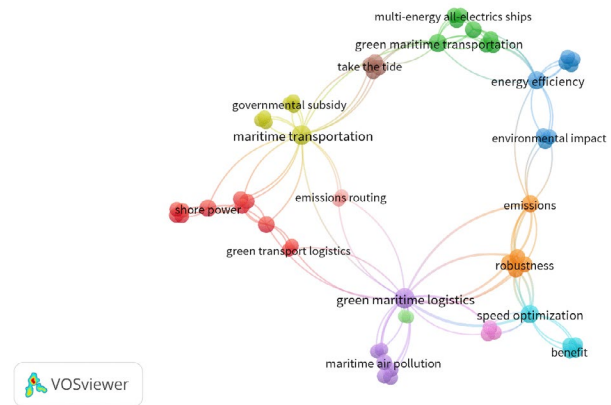 multi-energy all-electrics ships
green maritime transportation
take the tide
energy efficiency
governmental subsidy
maritime transportation
environmental impact
emissions routing
shore power
emissions
green transport logistics
robustness
green maritime logistics
speed optimization
benefit
maritime air pollution
VOSviewer